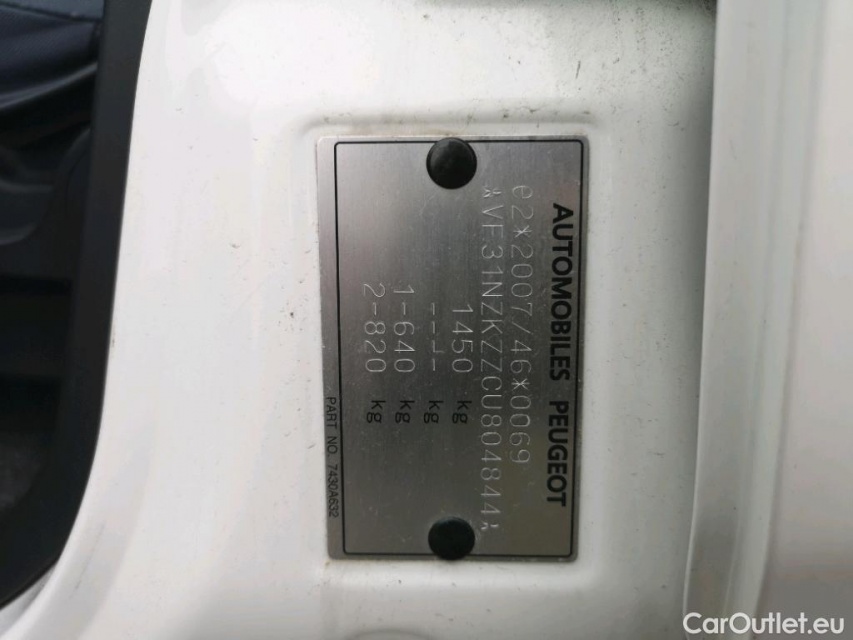 AUTOMOBILES PEUGEOT
e2*2007/46*0069
*VF31NZKZZCU804844*
1450 kg
---- kg
1-640 kg
2-820 kg
PART NO. 7430A632
CarOutlet.eu